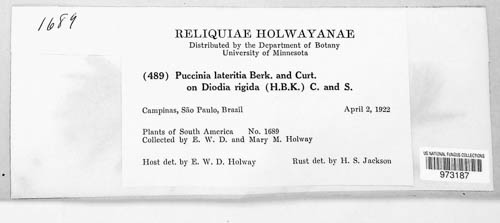 1689
RELIQUIAE HOLWAYANAE
Distributed by the Department of Botany
University of Minnesota
(489) Puccinia lateritia Berk. and Curt.
on Diodia rigida (H.B.K.) C. and S.
Campinas, São Paulo, Brazil April 2, 1922
Plants of South America No. 1689
Collected by E. W. D. and Mary M. Holway
Host det. by E. W. D. Holway Rust det. by H. S. Jackson
US NATIONAL FUNGUS COLLECTIONS
973187